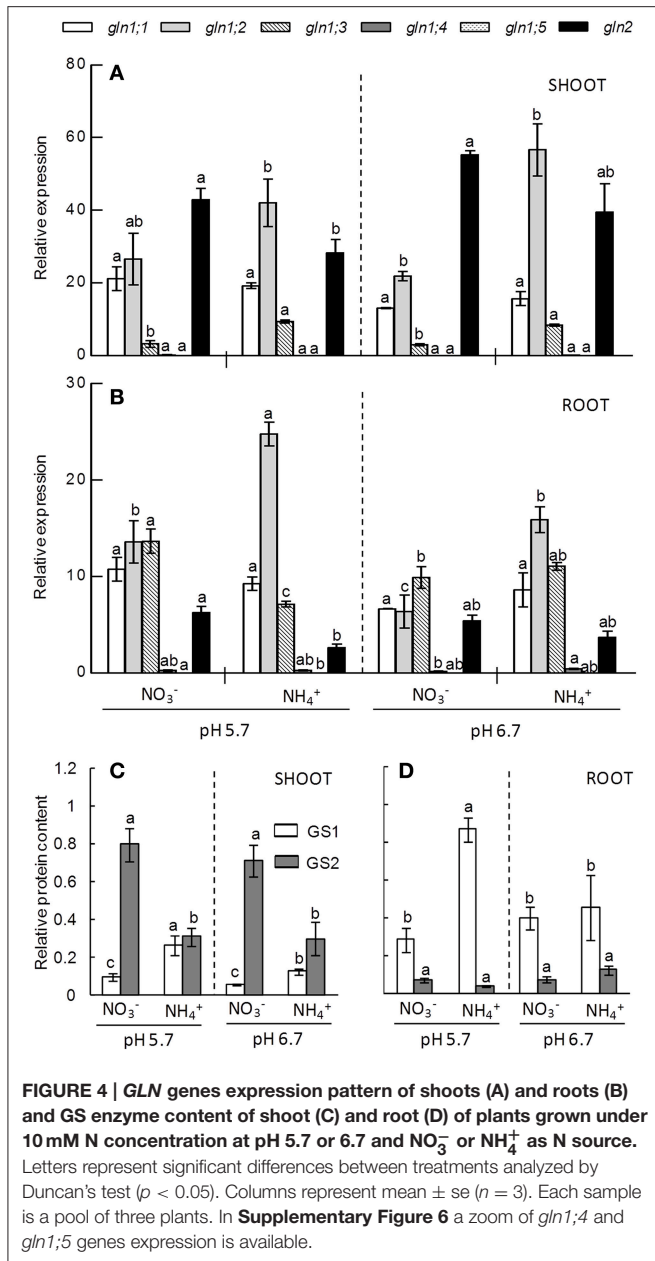 gln1;1 gln1;2 gln1;3 gln1;4 gln1;5 gln2
A
SHOOT
Relative expression
80
60
40
20
0
a ab b a a a
a b a a a b
a b b a a a
a b a a a ab
B
ROOT
Relative expression
30
20
10
0
a b a ab a a
a a c ab b b
a c b b ab ab
a b ab a ab ab
NO₃⁻ NH₄⁺ NO₃⁻ NH₄⁺
pH 5.7 pH 6.7
C
SHOOT
Relative protein content
1.2
1
0.8
0.6
0.4
0.2
0
GS1
GS2
c a a b c a b b
NO₃⁻ NH₄⁺ NO₃⁻ NH₄⁺
pH 5.7 pH 6.7
D
ROOT
b a a a b a b a
NO₃⁻ NH₄⁺ NO₃⁻ NH₄⁺
pH 5.7 pH 6.7
FIGURE 4 | GLN genes expression pattern of shoots (A) and roots (B)
and GS enzyme content of shoot (C) and root (D) of plants grown under
10 mM N concentration at pH 5.7 or 6.7 and NO₃⁻ or NH₄⁺ as N source.
Letters represent significant differences between treatments analyzed by
Duncan's test (p < 0.05). Columns represent mean ± se (n = 3). Each sample
is a pool of three plants. In Supplementary Figure 6 a zoom of gln1;4 and
gln1;5 genes expression is available.